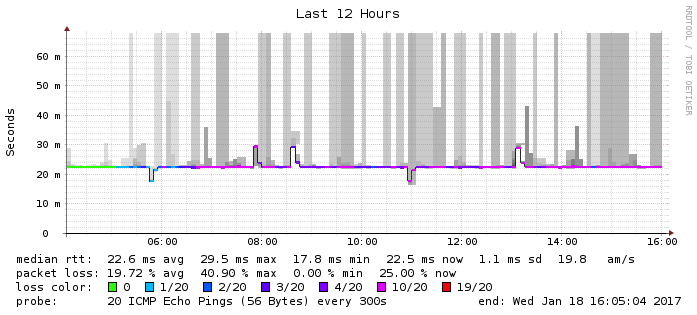 Last 12 Hours
RRDTOOL / TOBI OETIKER
Seconds
60 m
50 m
40 m
30 m
20 m
10 m
0
06:00 08:00 10:00 12:00 14:00 16:00
median rtt: 22.6 ms avg 29.5 ms max 17.8 ms min 22.5 ms now 1.1 ms sd 19.8 am/s
packet loss: 19.72 % avg 40.90 % max 0.00 % min 25.00 % now
loss color: 0 1/20 2/20 3/20 4/20 10/20 19/20
probe: 20 ICMP Echo Pings (56 Bytes) every 300s end: Wed Jan 18 16:05:04 2017